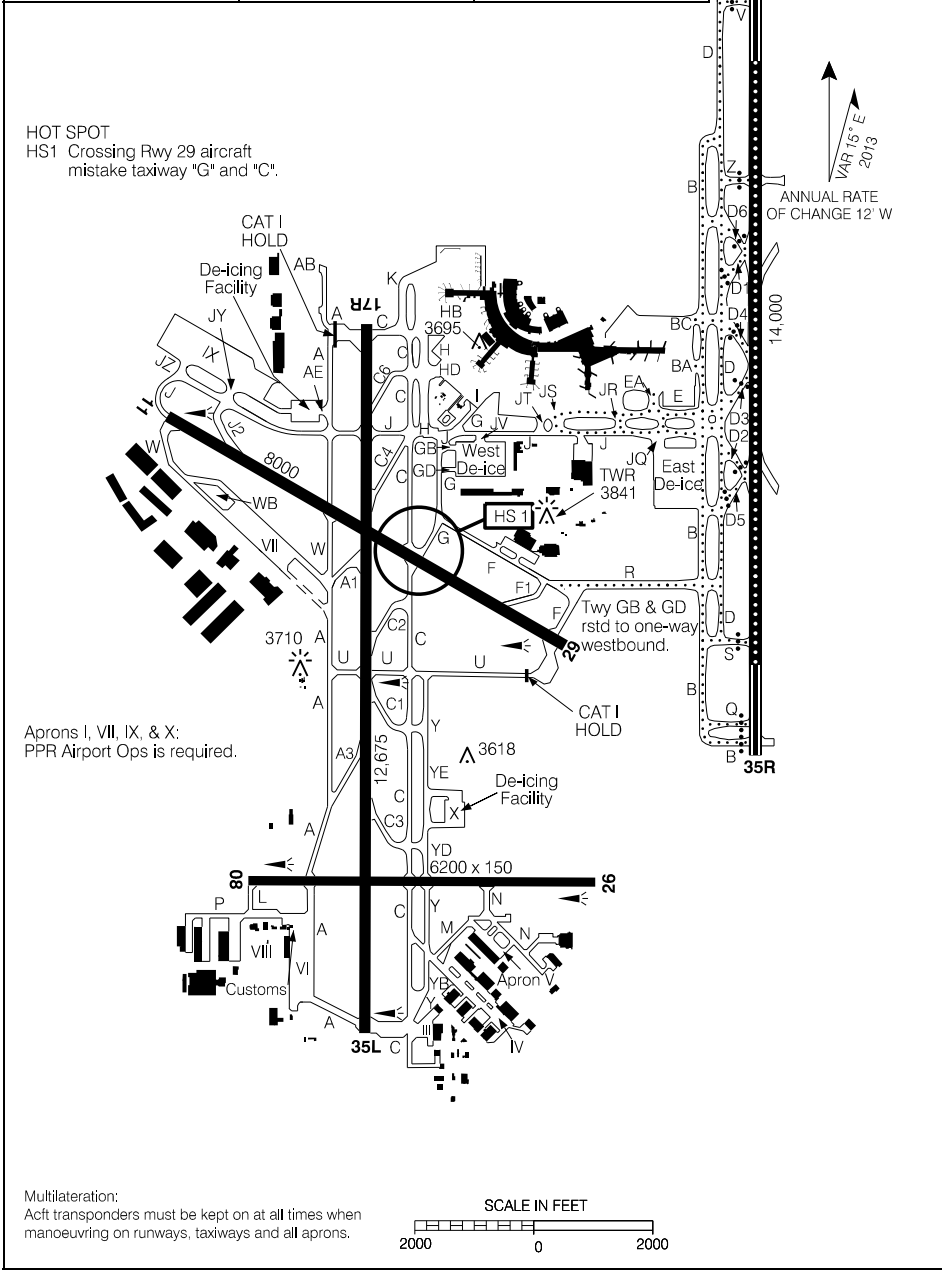 V
D
HOT SPOT
HS1 Crossing Rwy 29 aircraft
mistake taxiway "G" and "C".
VAR 15° E
2013
ANNUAL RATE
OF CHANGE 12' W
Z
B
D6
CAT I
HOLD
AB
De-icing
Facility
K
A
17R
C
HB
3695
D1
D4
14,000
JY
IX
A
AE
C
H
HD
BC
BA
D
JZ
J
C6
C
I
JT
JS
JR
EA
E
D3
11
J2
J
H
G
JV
J
J
J
D2
W
8000
C4
GB
GD
West
De-ice
JQ
East
De-ice
C
G
TWR
3841
WB
HS 1
D5
VII
W
G
B
F
R
A1
F1
F
Twy GB & GD
rstd to one-way
westbound.
D
C2
C
3710
A
U
U
U
29
S
A
C1
CAT I
HOLD
B
Aprons I, VII, IX, & X:
PPR Airport Ops is required.
Y
Q
B
35R
A3
12,675
3618
YE
De-icing
Facility
C
X
A
C3
YD
6200 x 150
08
26
P
L
C
Y
N
A
M
N
VIII
VI
Customs
YB
Apron V
A
Y
III
IV
35L
C
Multilateration:
Acft transponders must be kept on at all times when
manoeuvring on runways, taxiways and all aprons.
SCALE IN FEET
2000
0
2000